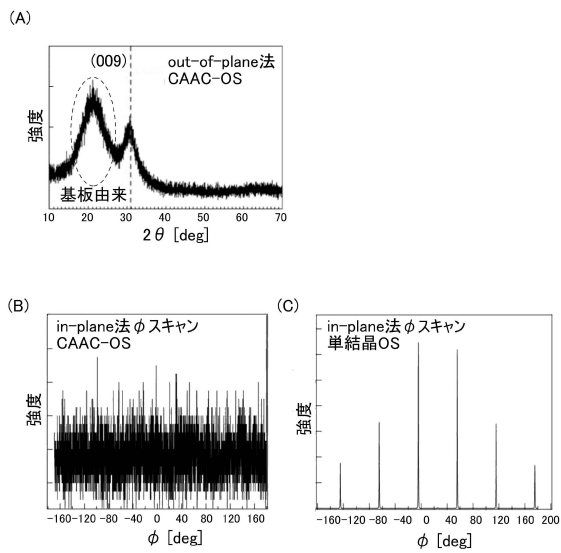 (A)
(009)
out-of-plane法
CAAC-OS
強度
基板由来
10 20 30 40 50 60 70
2θ [deg]
(B)
in-plane法φスキャン
CAAC-OS
強度
-160 -120 -80 -40 0 40 80 120 160
φ [deg]
(C)
in-plane法φスキャン
単結晶OS
強度
-160 -120 -80 -40 0 40 80 120 160 200
φ [deg]